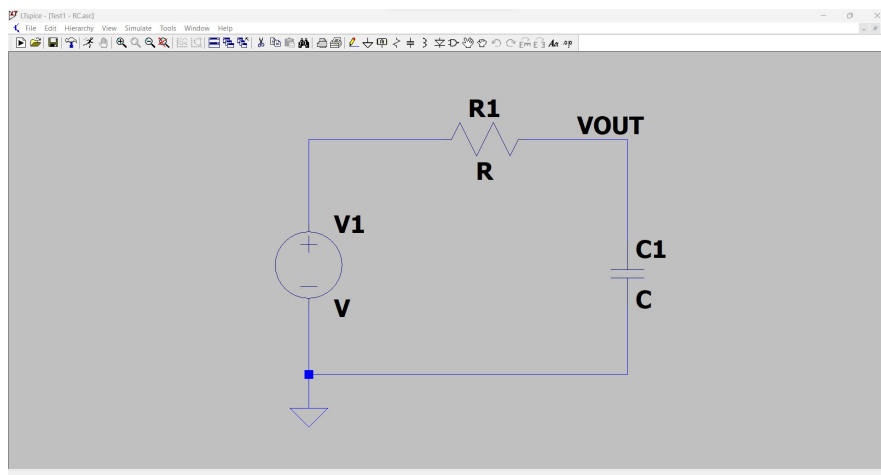 LTspice - [Test1 - RC.asc]
File Edit Hierarchy View Simulate Tools Window Help
R1
VOUT
R
V1
C1
V
C